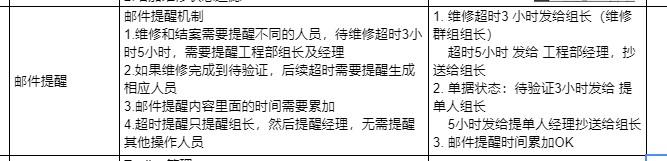 邮件提醒
邮件提醒机制
1.维修和结案需要提醒不同的人员，待维修超时3小
时5小时，需要提醒工程部组长及经理
2.如果维修完成到待验证，后续超时需要提醒生成
相应人员
3.邮件提醒内容里面的时间需要累加
4.超时提醒只提醒组长，然后提醒经理，无需提醒
其他操作人员
1. 维修超时3 小时发给组长（维修
群组组长）
超时5小时 发给 工程部经理，抄
送给组长
2. 单据状态：待验证3小时发给 提
单人组长
5小时发给提单人经理抄送给组长
3. 邮件提醒时间累加OK